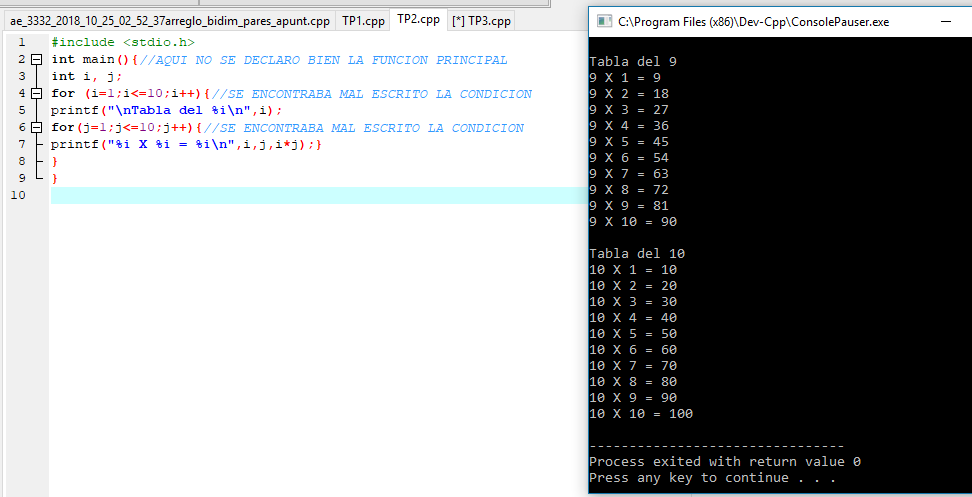 ae_3332_2018_10_25_02_52_37arreglo_bidim_pares_apunt.cpp TP1.cpp TP2.cpp [*] TP3.cpp
1 #include <stdio.h>
2 int main(){//AQUI NO SE DECLARO BIEN LA FUNCION PRINCIPAL
3 int i, j;
4 for (i=1;i<=10;i++){//SE ENCONTRABA MAL ESCRITO LA CONDICION
5 printf("\nTabla del %i\n",i);
6 for(j=1;j<=10;j++){//SE ENCONTRABA MAL ESCRITO LA CONDICION
7 printf("%i X %i = %i\n",i,j,i*j);}
8 }
9 }
10
C:\Program Files (x86)\Dev-Cpp\ConsolePauser.exe
Tabla del 9
9 X 1 = 9
9 X 2 = 18
9 X 3 = 27
9 X 4 = 36
9 X 5 = 45
9 X 6 = 54
9 X 7 = 63
9 X 8 = 72
9 X 9 = 81
9 X 10 = 90
Tabla del 10
10 X 1 = 10
10 X 2 = 20
10 X 3 = 30
10 X 4 = 40
10 X 5 = 50
10 X 6 = 60
10 X 7 = 70
10 X 8 = 80
10 X 9 = 90
10 X 10 = 100
--------------------------------
Process exited with return value 0
Press any key to continue . . .